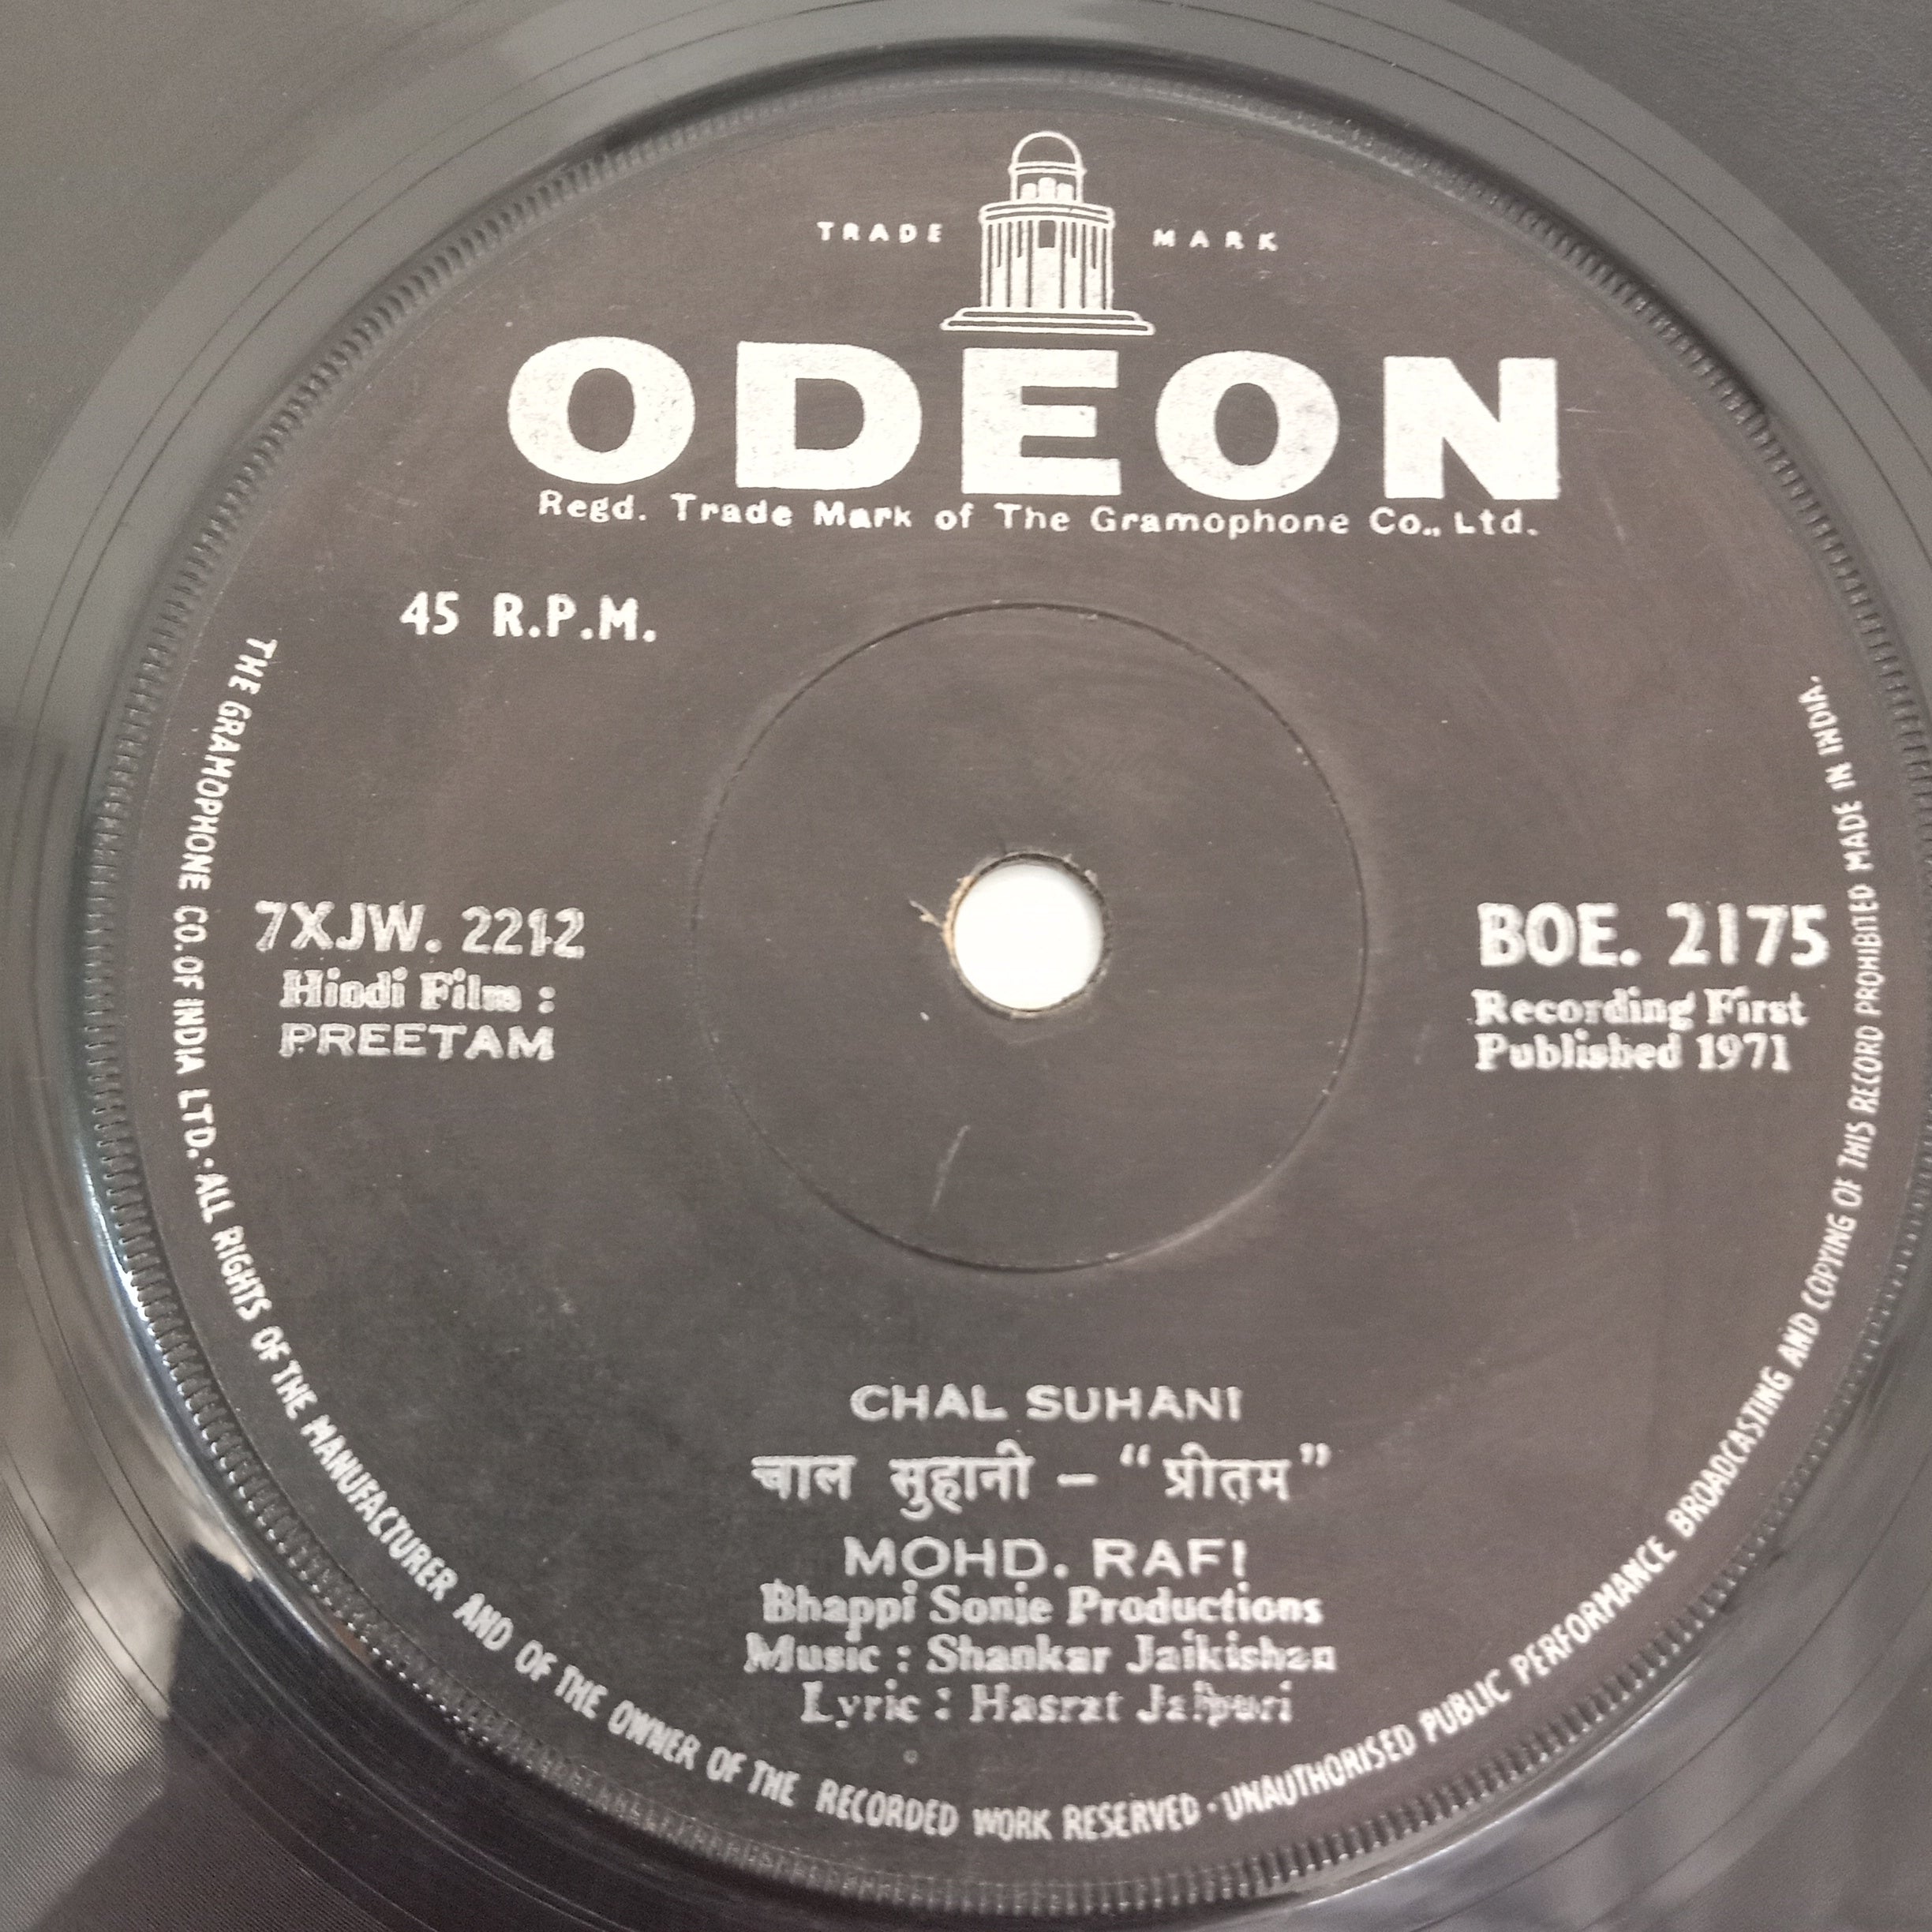 TRADE MARK
ODEON
Regd. Trade Mark of The Gramophone Co., Ltd.
45 R.P.M.
7XJW. 2212
Hindi Film :
PREETAM
BOE. 2175
Recording First
Published 1971
CHAL SUHANI
चाल सुहानी – “प्रीतम”
MOHD. RAFI
Bhappi Sonie Productions
Music : Shankar Jaikishan
Lyric : Hasrat Jaipuri
THE GRAMOPHONE CO. OF INDIA LTD. · ALL RIGHTS OF THE MANUFACTURER AND OF THE OWNER OF THE RECORDED WORK RESERVED · UNAUTHORISED PUBLIC PERFORMANCE BROADCASTING AND COPYING OF THIS RECORD PROHIBITED MADE IN INDIA.